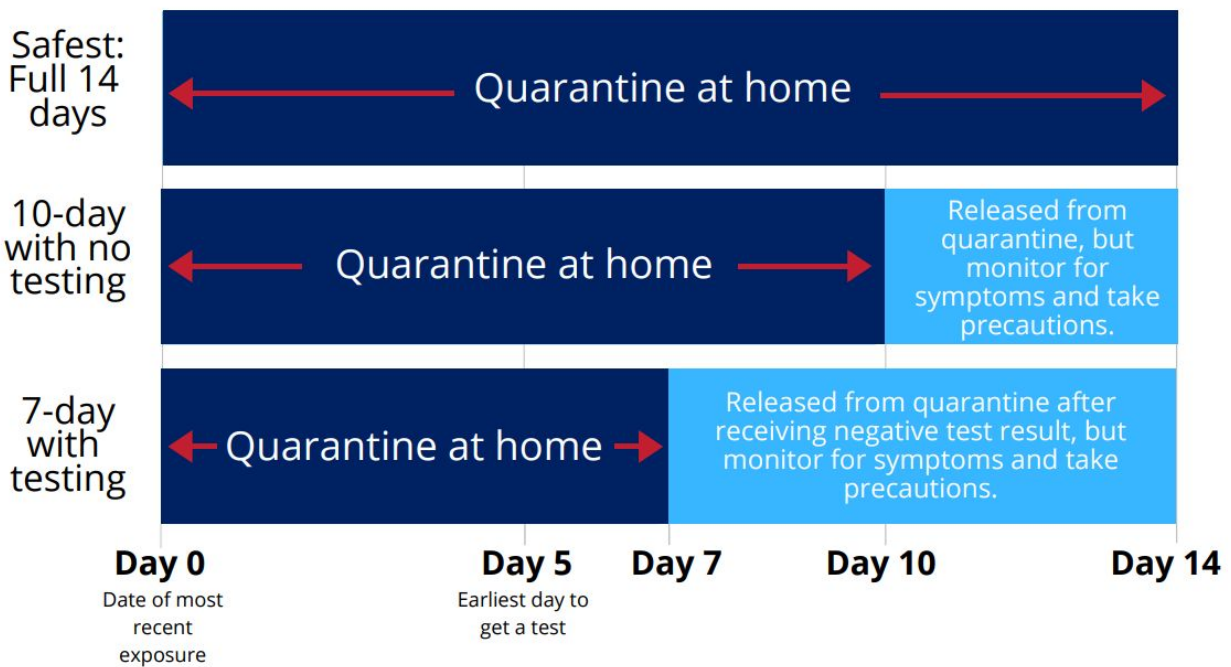 Safest:
Full 14
days
Quarantine at home
10-day
with no
testing
Quarantine at home
Released from
quarantine, but
monitor for
symptoms and take
precautions.
7-day
with
testing
Quarantine at home
Released from quarantine after
receiving negative test result, but
monitor for symptoms and take
precautions.
Day 0
Date of most
recent
exposure
Day 5
Earliest day to
get a test
Day 7
Day 10
Day 14